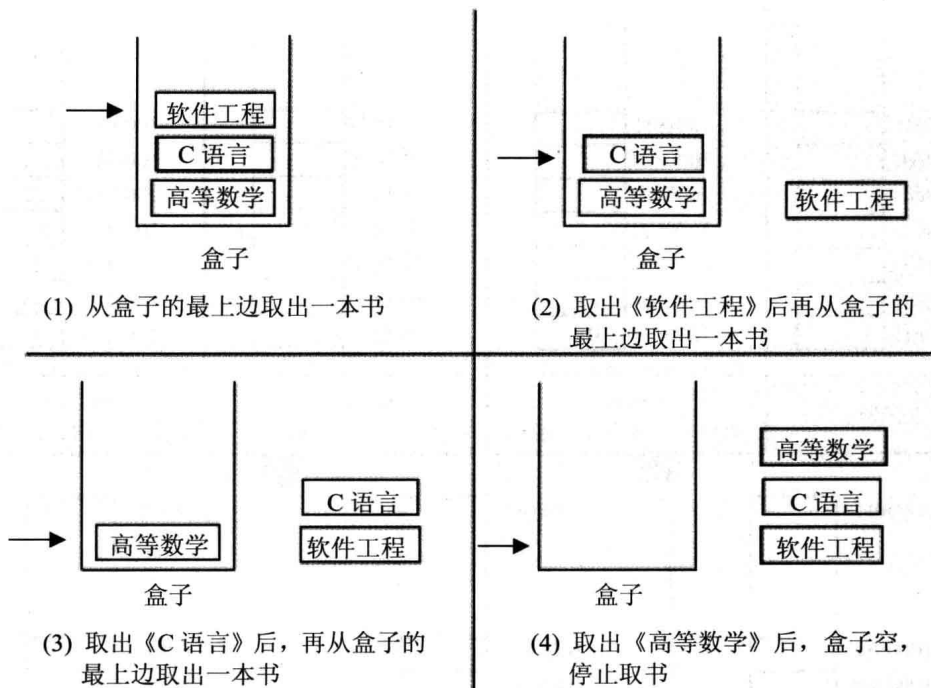 软件工程
C 语言
高等数学
盒子
(1) 从盒子的最上边取出一本书
C 语言
高等数学
软件工程
盒子
(2) 取出《软件工程》后再从盒子的
最上边取出一本书
高等数学
C 语言
软件工程
盒子
(3) 取出《C 语言》后，再从盒子的
最上边取出一本书
高等数学
C 语言
软件工程
盒子
(4) 取出《高等数学》后，盒子空，
停止取书